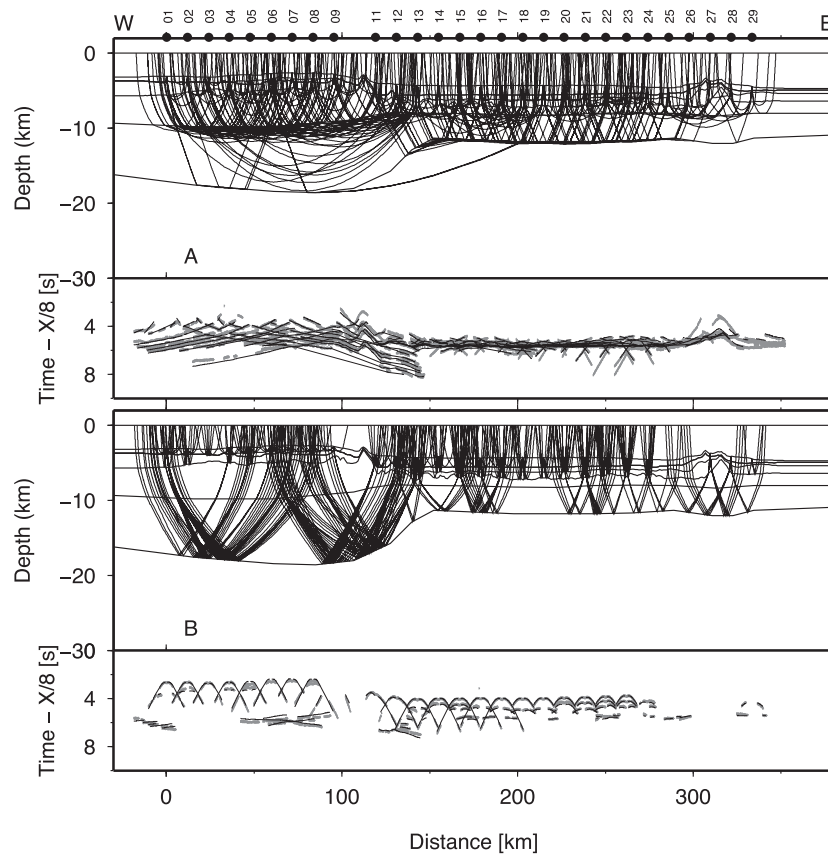 W 01 02 03 04 05 06 07 08 09 11 12 13 14 15 16 17 18 19 20 21 22 23 24 25 26 27 28 29 E
0
−10
−20
−30
Depth (km)
A
4
8
Time − X/8 [s]
0
−10
−20
−30
Depth (km)
B
4
8
Time − X/8 [s]
0 100 200 300
Distance [km]